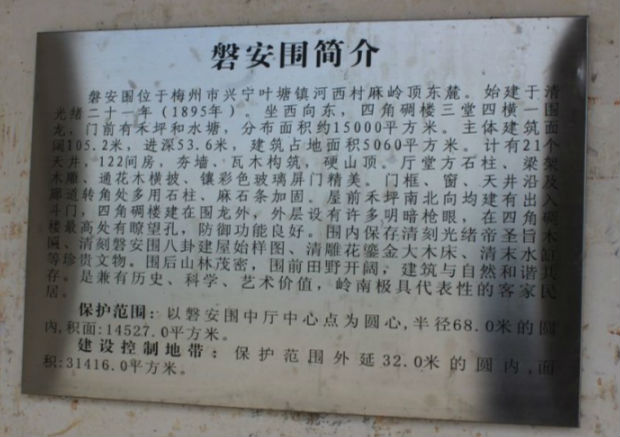 磐安围简介
磐安围位于梅州市兴宁叶塘镇河西村麻岭顶东麓。始建于清
光绪二十一年(1895年)。坐西向东，四角碉楼三堂四横一围
龙，门前有禾坪和水塘，分布面积约15000平方米。主体建筑面
阔105.2米，进深53.6米，建筑占地面积5060平方米。计有21个
天井，122间房，夯墙、瓦木构筑，硬山顶。厅堂方石柱、梁架
木雕、通花木横披、镶彩色玻璃屏门精美。门框、窗、天井沿及
廊道转角处多用石柱、麻石条加固。屋前禾坪南北向均建有出入
斗门，四角碉楼建在围龙外，外层设有许多明暗枪眼，在四角碉
楼最高处有瞭望孔，防御功能良好。围内保存清刻光绪帝圣旨木
匾、清刻磐安围八卦建屋始样图、清雕花鎏金大木床、清末水缸
等珍贵文物。围后山林茂密，围前田野开阔，建筑与自然和谐共
存。是兼有历史、科学、艺术价值，岭南极具代表性的客家民
居。
保护范围：以磐安围中厅中心点为圆心,半径68.0米的圆
内,积面:14527.0平方米。
建设控制地带：保护范围外延32.0米的圆内,面
积:31416.0平方米。